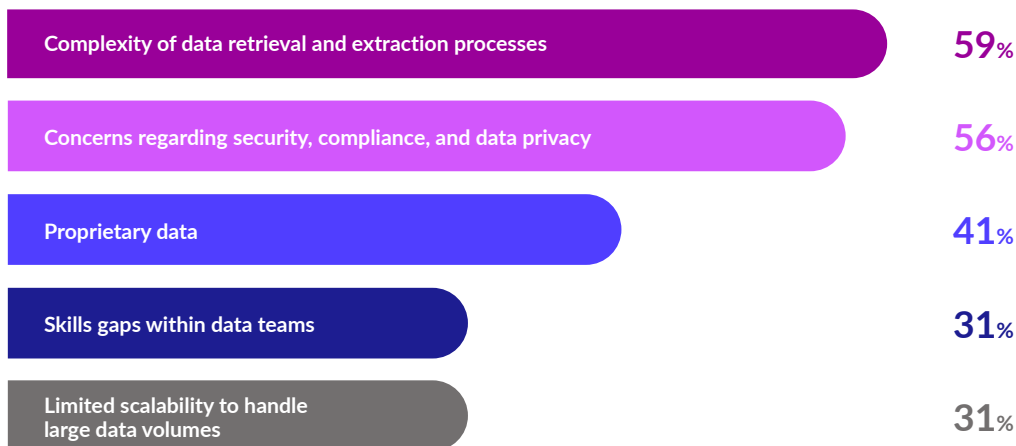 Complexity of data retrieval and extraction processes
59%
Concerns regarding security, compliance, and data privacy
56%
Proprietary data
41%
Skills gaps within data teams
31%
Limited scalability to handle
large data volumes
31%